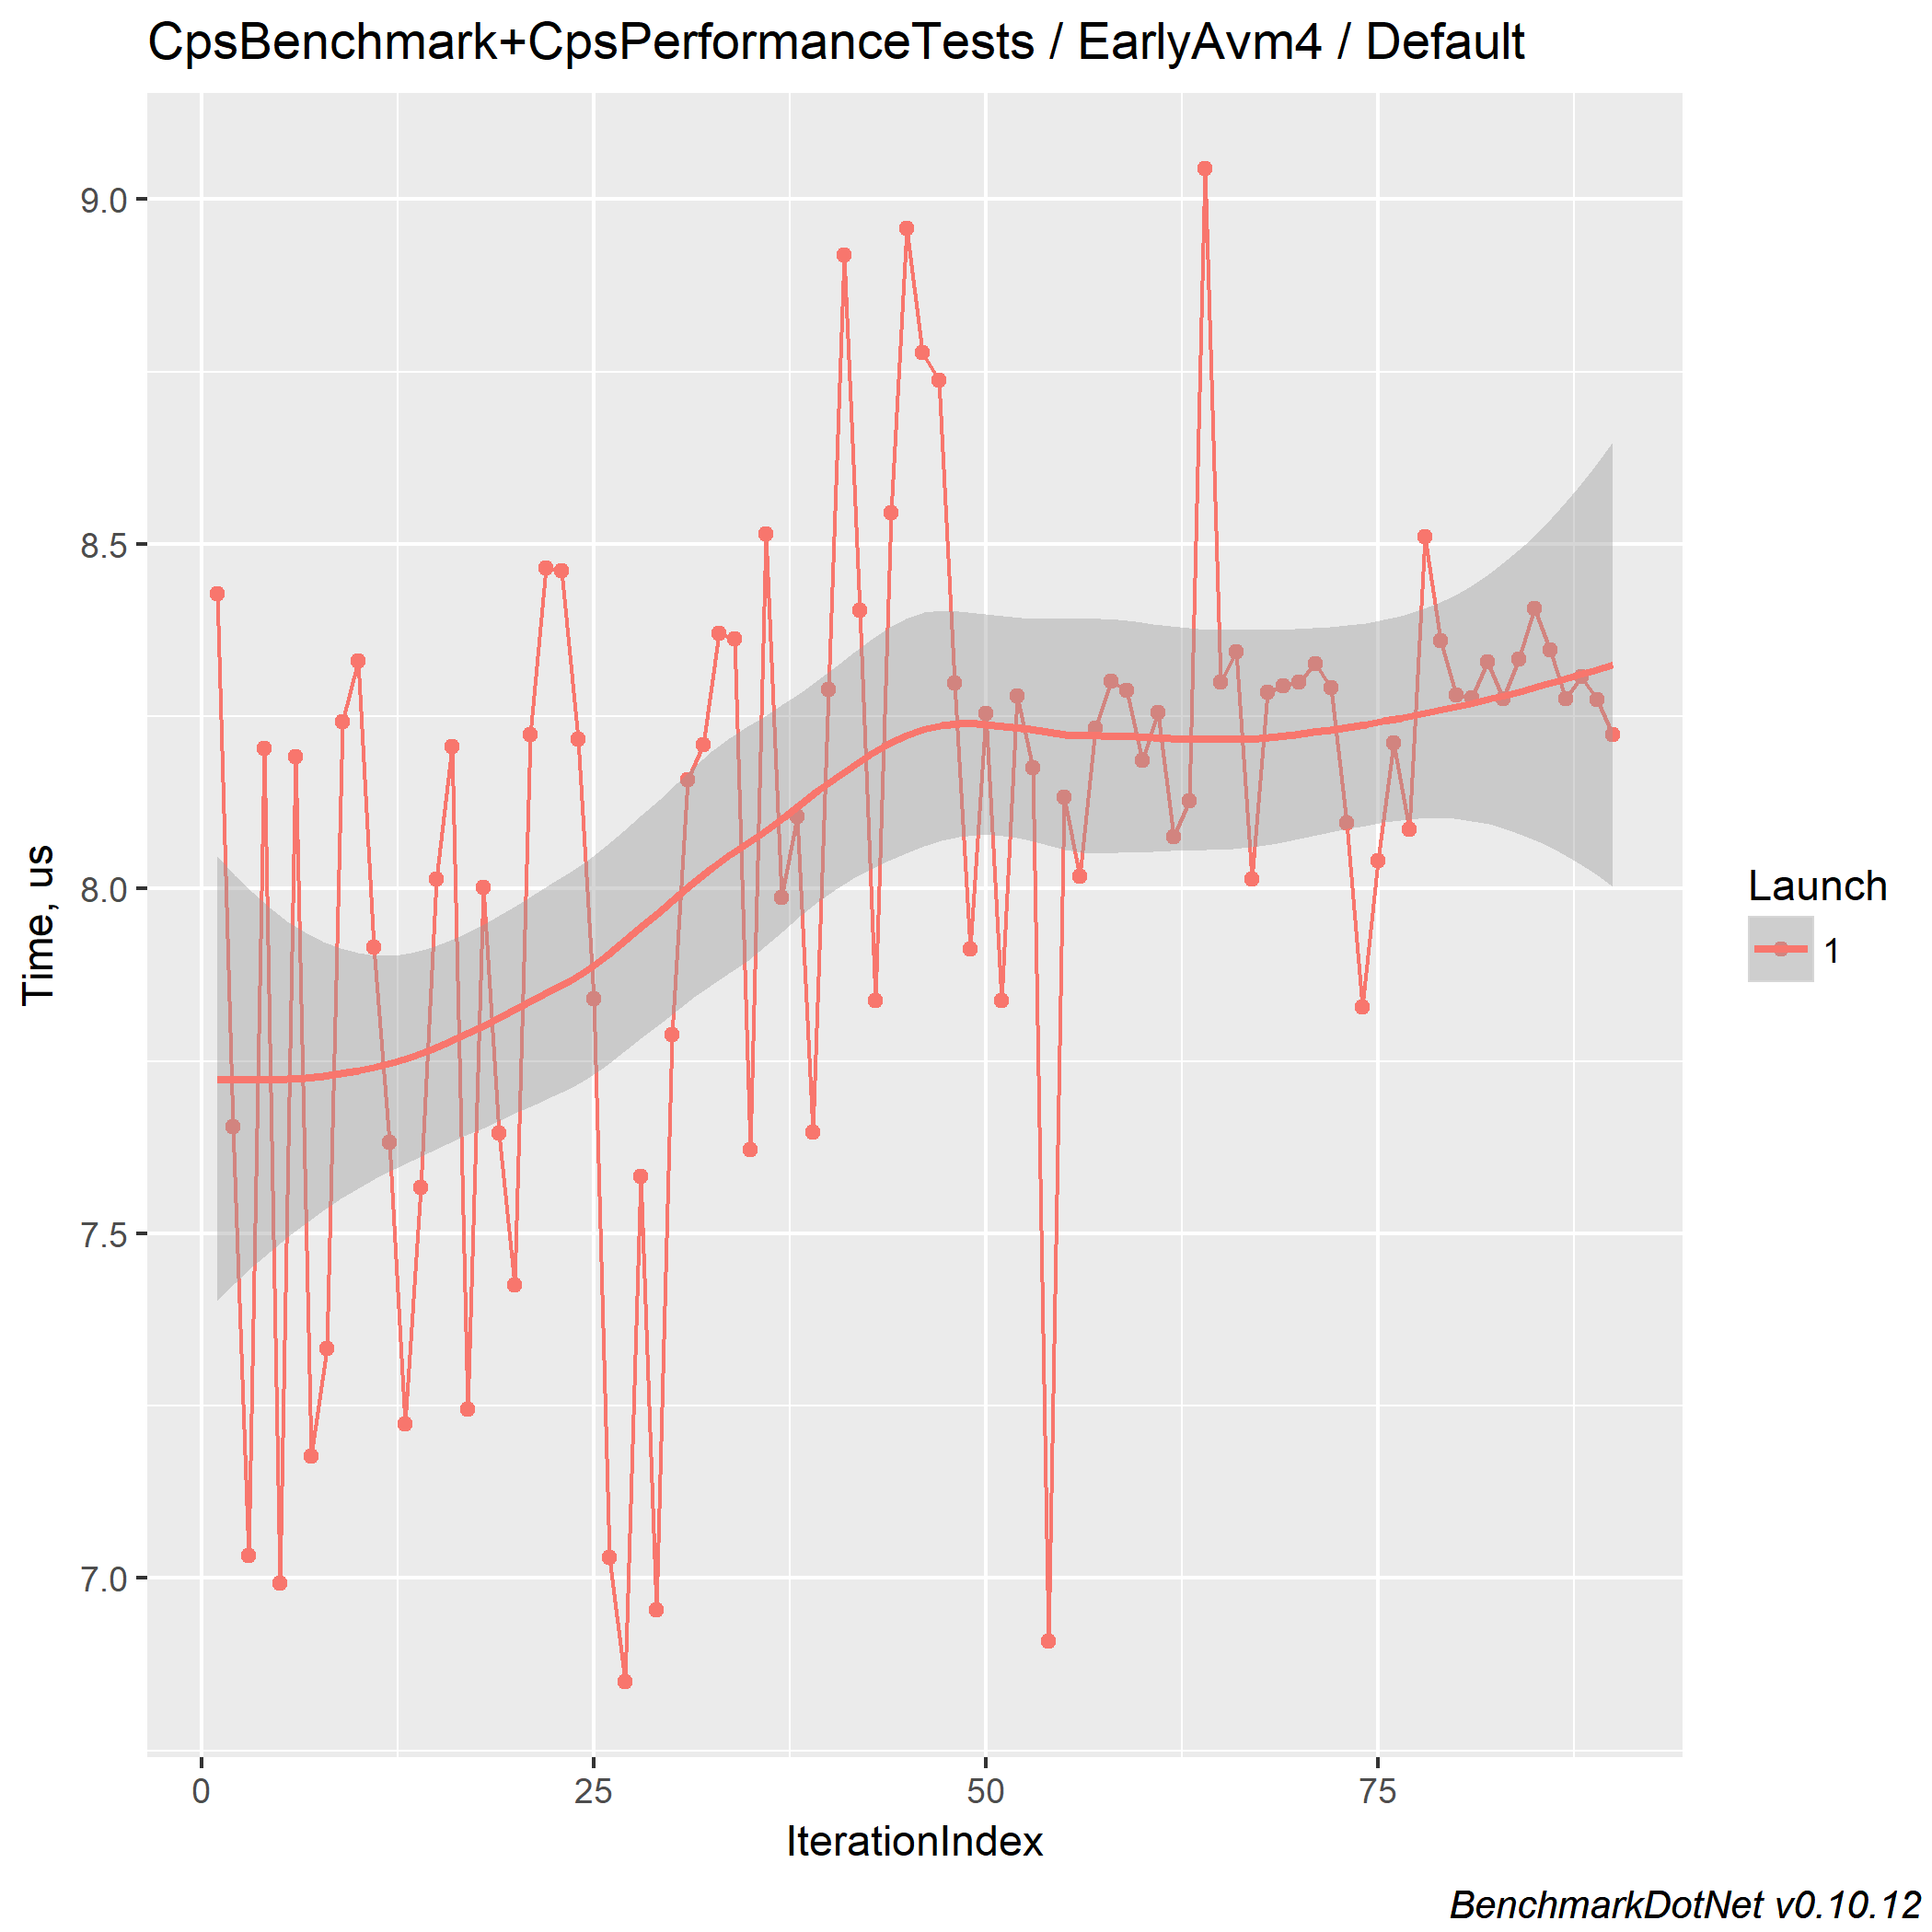 CpsBenchmark+CpsPerformanceTests / EarlyAvm4 / Default
9.0
8.5
8.0
7.5
7.0
Time, us
0 25 50 75
IterationIndex
Launch
1
BenchmarkDotNet v0.10.12